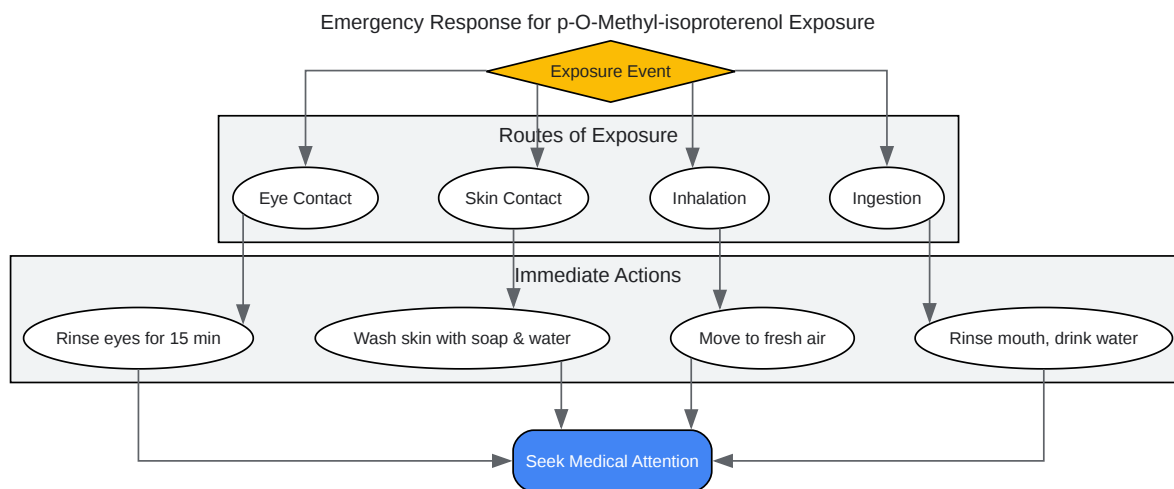 Emergency Response for p-O-Methyl-isoproterenol Exposure
Exposure Event
Routes of Exposure
Eye Contact
Skin Contact
Inhalation
Ingestion
Immediate Actions
Rinse eyes for 15 min
Wash skin with soap & water
Move to fresh air
Rinse mouth, drink water
Seek Medical Attention